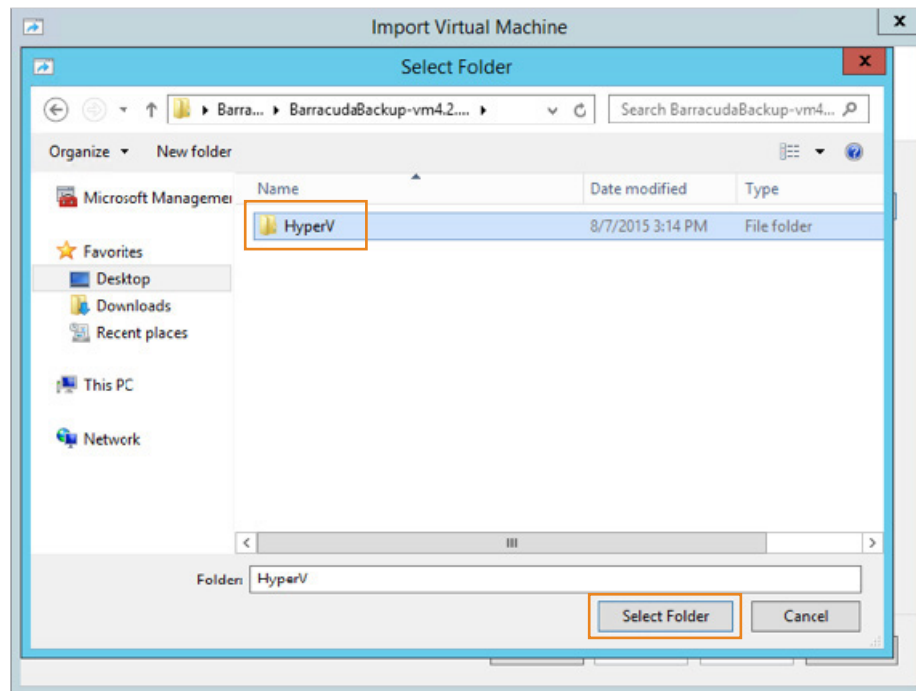 Import Virtual Machine
x
Select Folder
x
Barra... BarracudaBackup-vm4.2.... Search BarracudaBackup-vm4...
Organize New folder
Microsoft Managemei Name Date modified Type
HyperV 8/7/2015 3:14 PM File folder
Favorites
Desktop
Downloads
Recent places
This PC
Network
Folder: HyperV
Select Folder Cancel